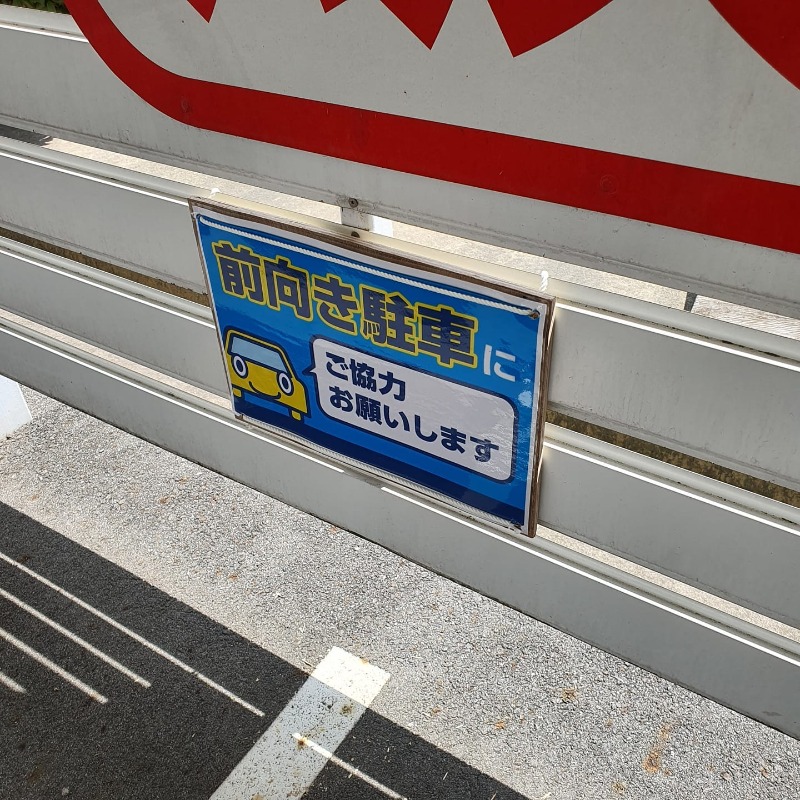 前向き駐車に
ご協力
お願いします